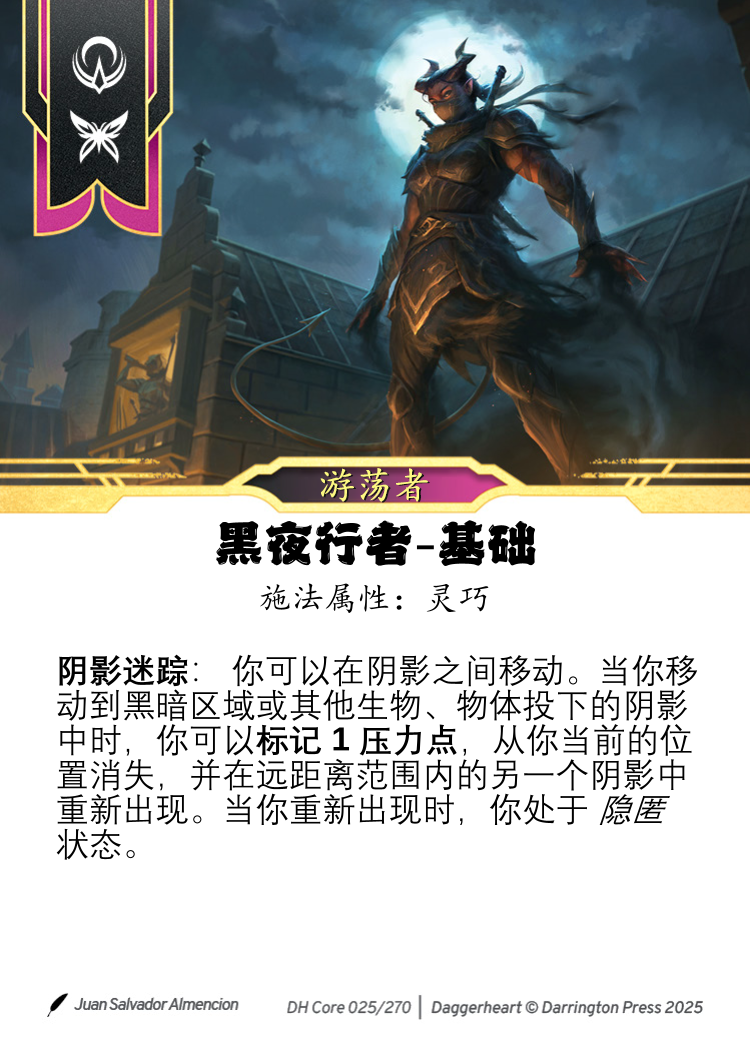 游荡者
黑夜行者-基础
施法属性：灵巧
阴影迷踪： 你可以在阴影之间移动。当你移
动到黑暗区域或其他生物、物体投下的阴影
中时，你可以标记 1 压力点，从你当前的位
置消失，并在远距离范围内的另一个阴影中
重新出现。当你重新出现时，你处于 隐匿
状态。
Juan Salvador Almencion
DH Core 025/270 | Daggerheart © Darrington Press 2025